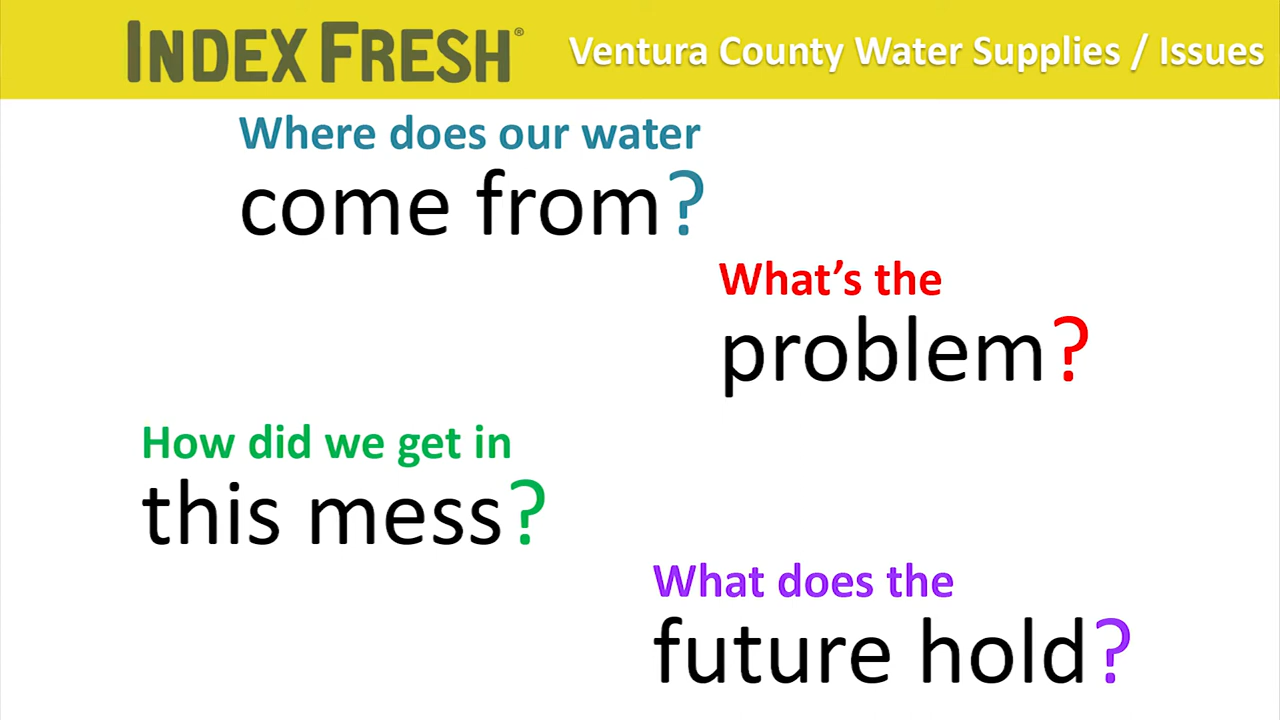 INDEX FRESH®
Ventura County Water Supplies / Issues
Where does our water
come from?
What's the
problem?
How did we get in
this mess?
What does the
future hold?